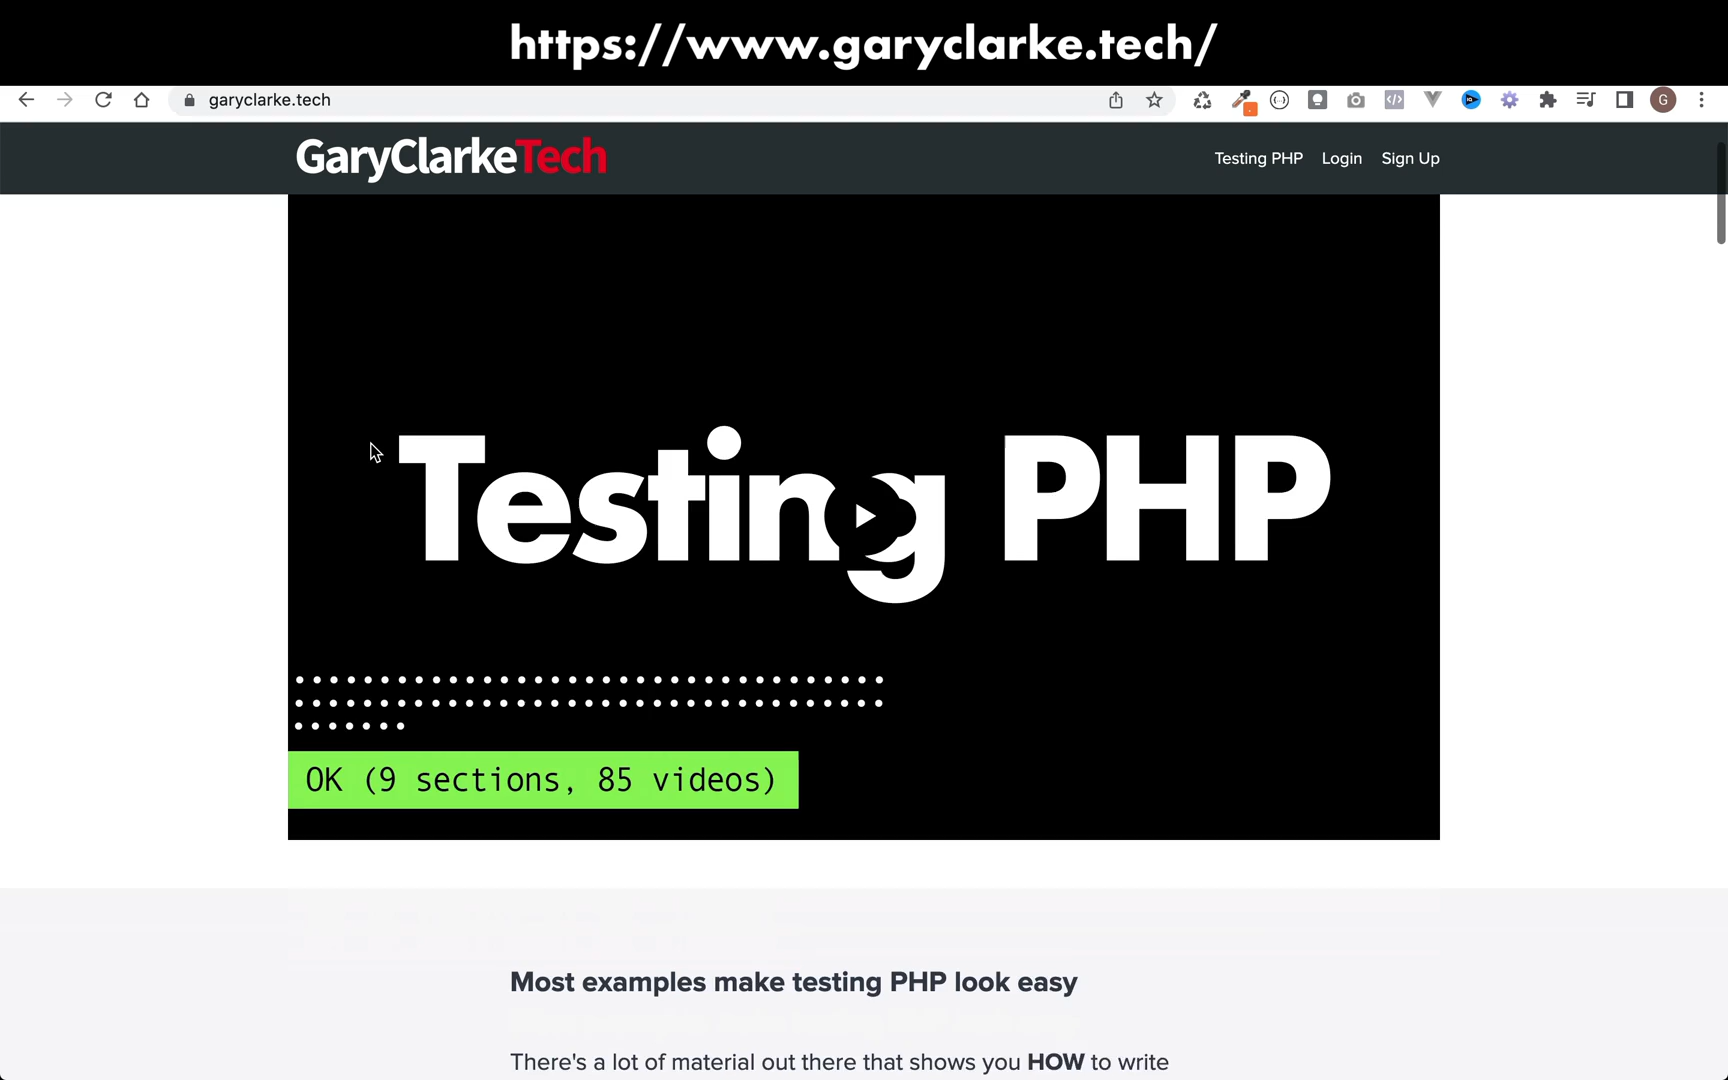 https://www.garyclarke.tech/
garyclarke.tech
G
GaryClarkeTech
Testing PHP
Login
Sign Up
Testing PHP
OK (9 sections, 85 videos)
Most examples make testing PHP look easy
There's a lot of material out there that shows you HOW to write